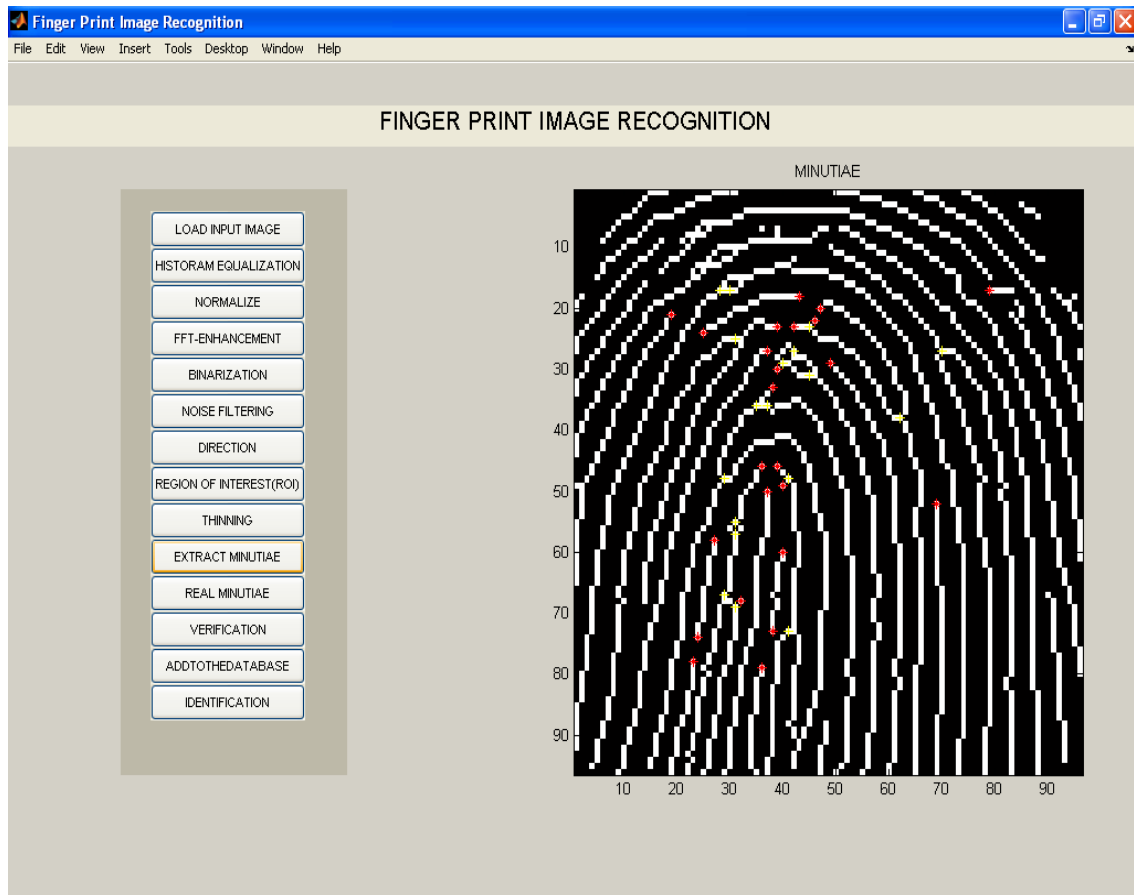 Finger Print Image Recognition
File Edit View Insert Tools Desktop Window Help
FINGER PRINT IMAGE RECOGNITION
LOAD INPUT IMAGE
HISTORAM EQUALIZATION
NORMALIZE
FFT-ENHANCEMENT
BINARIZATION
NOISE FILTERING
DIRECTION
REGION OF INTEREST(ROI)
THINNING
EXTRACT MINUTIAE
REAL MINUTIAE
VERIFICATION
ADDTOTHEDATABASE
IDENTIFICATION
MINUTIAE
10
20
30
40
50
60
70
80
90
10 20 30 40 50 60 70 80 90